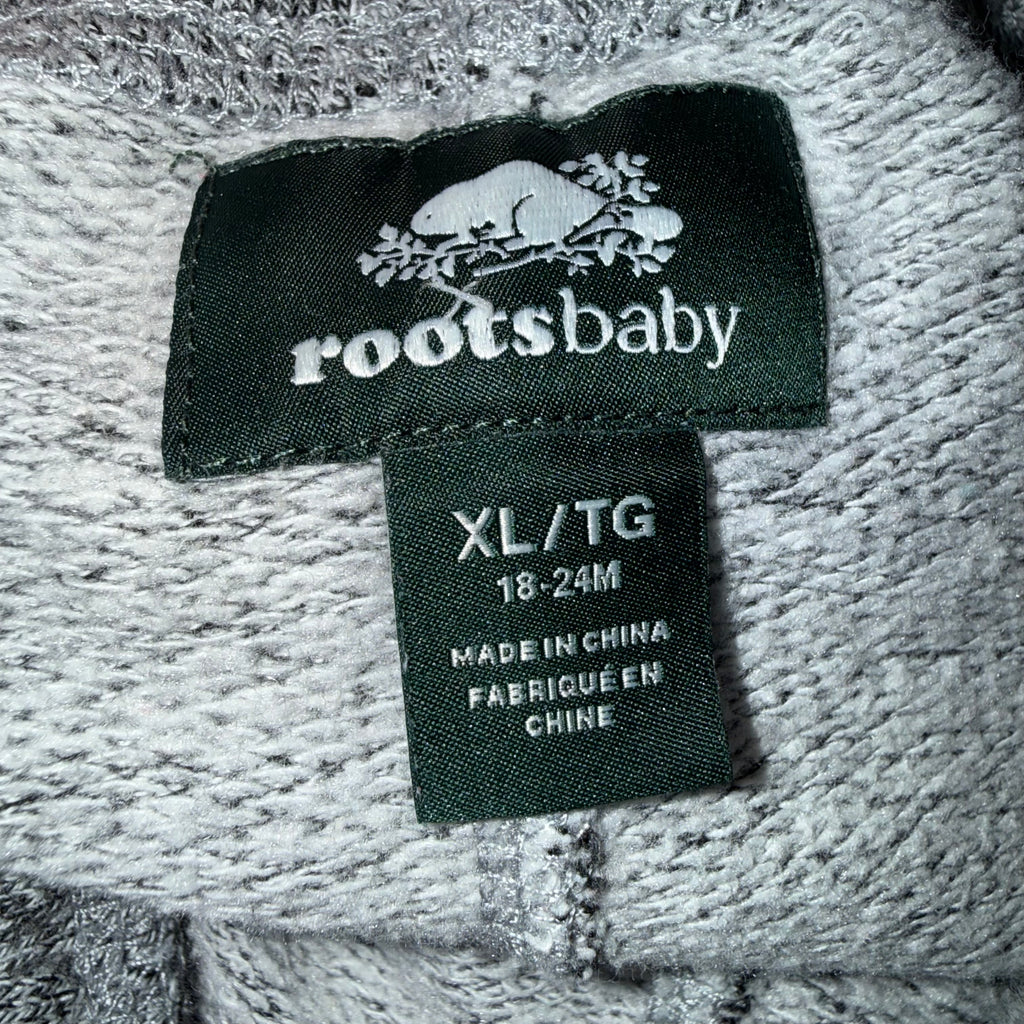 rootsbaby
XL/TG
18-24M
MADE IN CHINA
FABRIQUÉ EN
CHINE